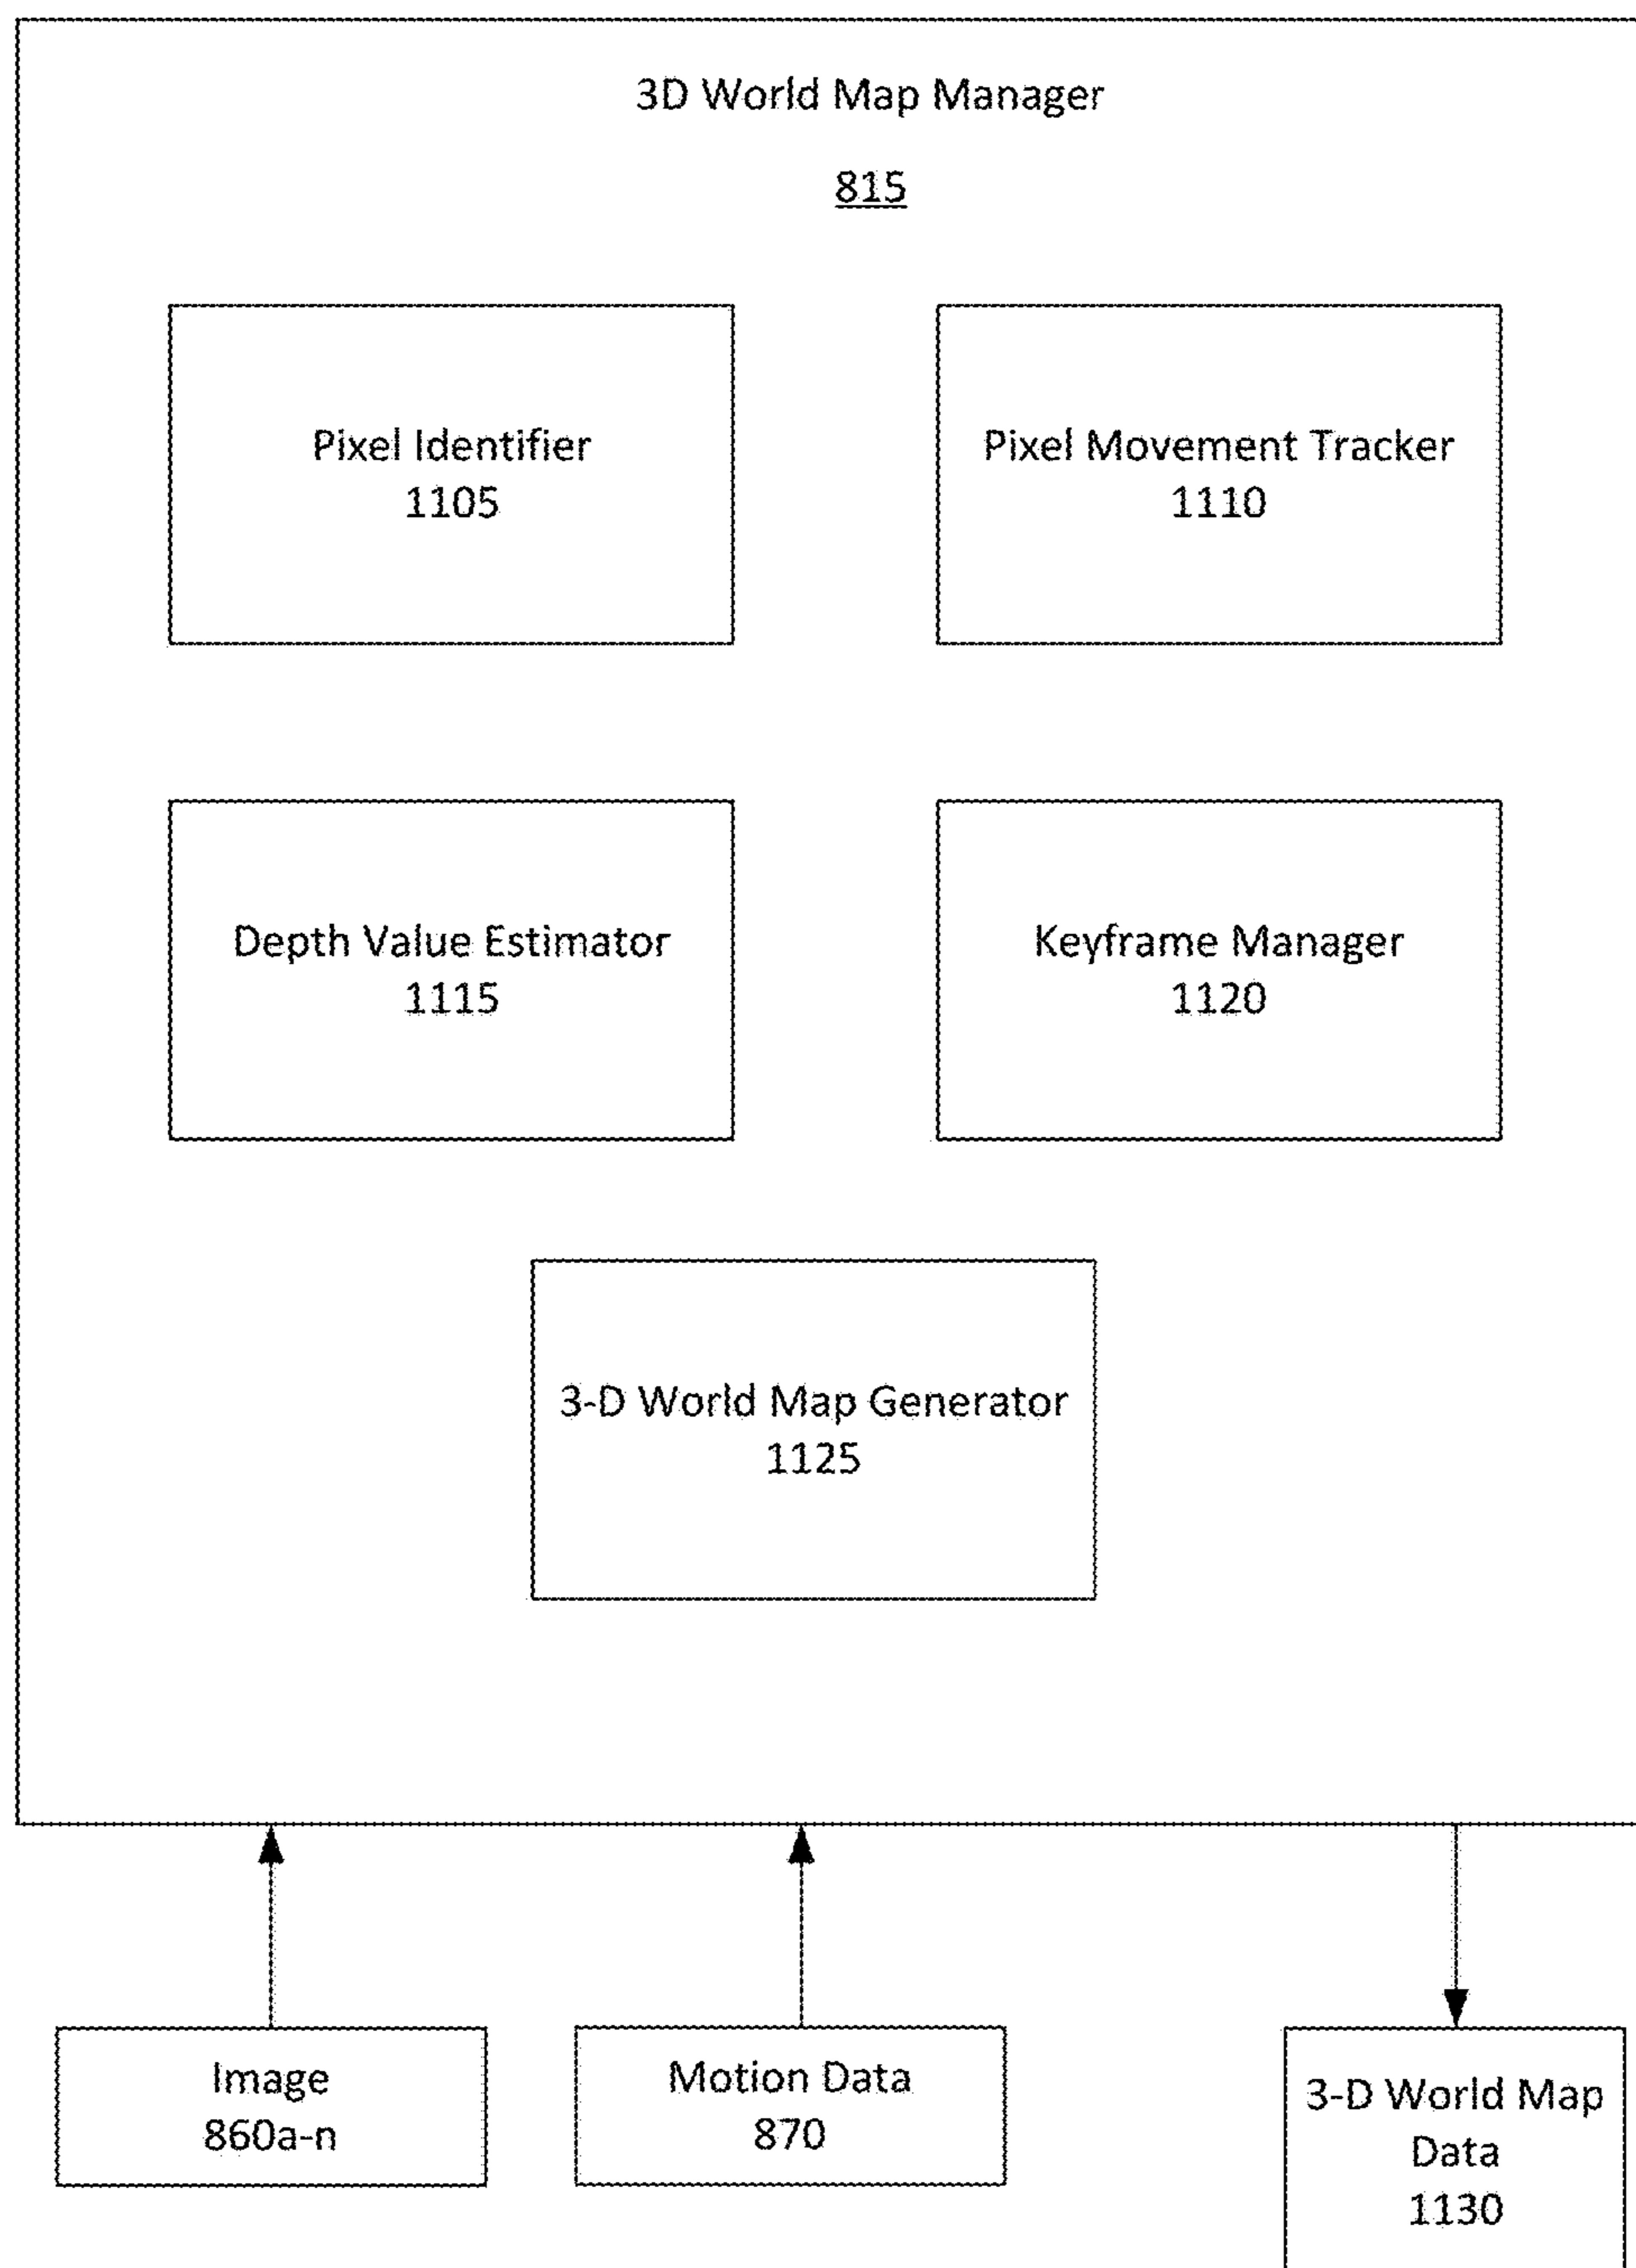 3D World Map Manager
815
Pixel Identifier
1105
Pixel Movement Tracker
1110
Depth Value Estimator
1115
Keyframe Manager
1120
3-D World Map Generator
1125
Image
860a-n
Motion Data
870
3-D World Map
Data
1130